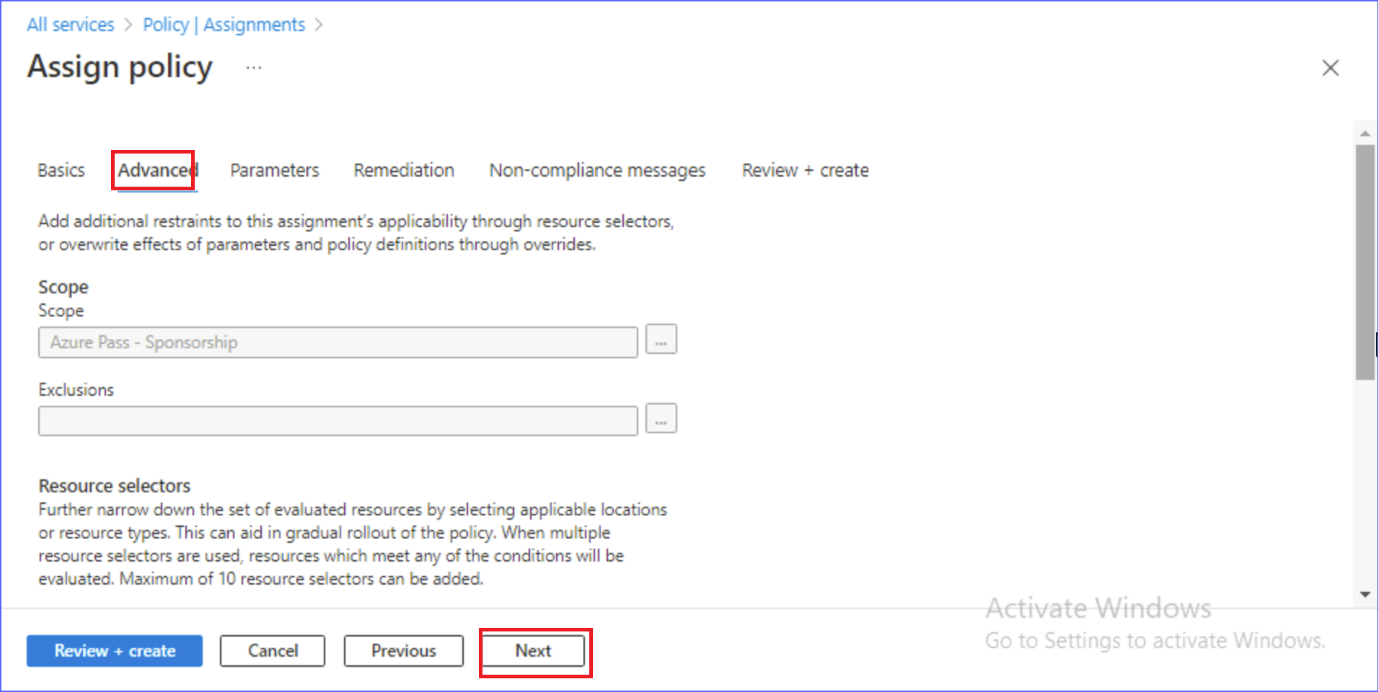 All services > Policy | Assignments >
Assign policy ...
Basics Advanced Parameters Remediation Non-compliance messages Review + create
Add additional restraints to this assignment's applicability through resource selectors,
or overwrite effects of parameters and policy definitions through overrides.
Scope
Scope
Azure Pass - Sponsorship ...
Exclusions
...
Resource selectors
Further narrow down the set of evaluated resources by selecting applicable locations
or resource types. This can aid in gradual rollout of the policy. When multiple
resource selectors are used, resources which meet any of the conditions will be
evaluated. Maximum of 10 resource selectors can be added.
Activate Windows
Go to Settings to activate Windows.
Review + create Cancel Previous Next